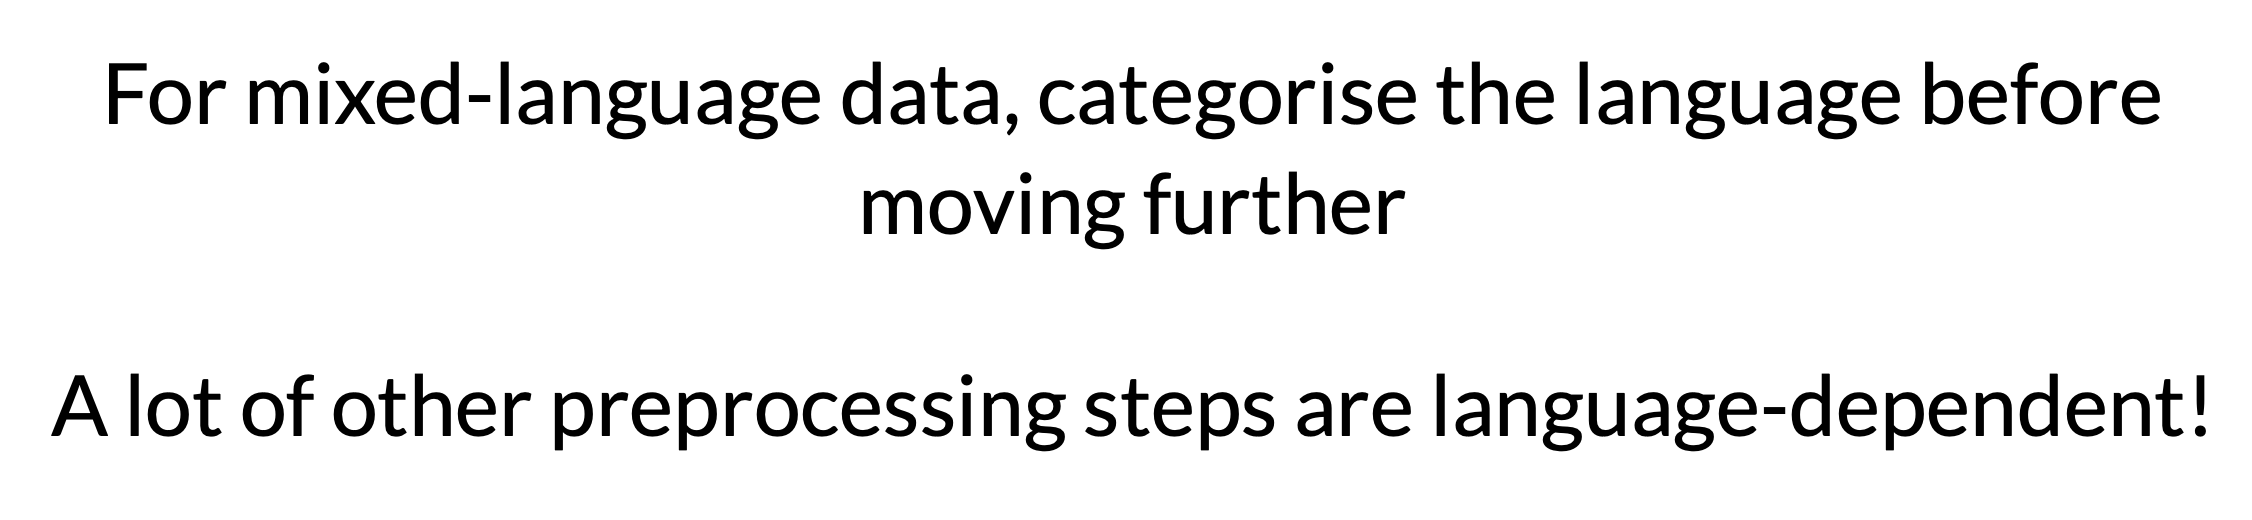 For mixed-language data, categorise the language before
moving further
A lot of other preprocessing steps are language-dependent!